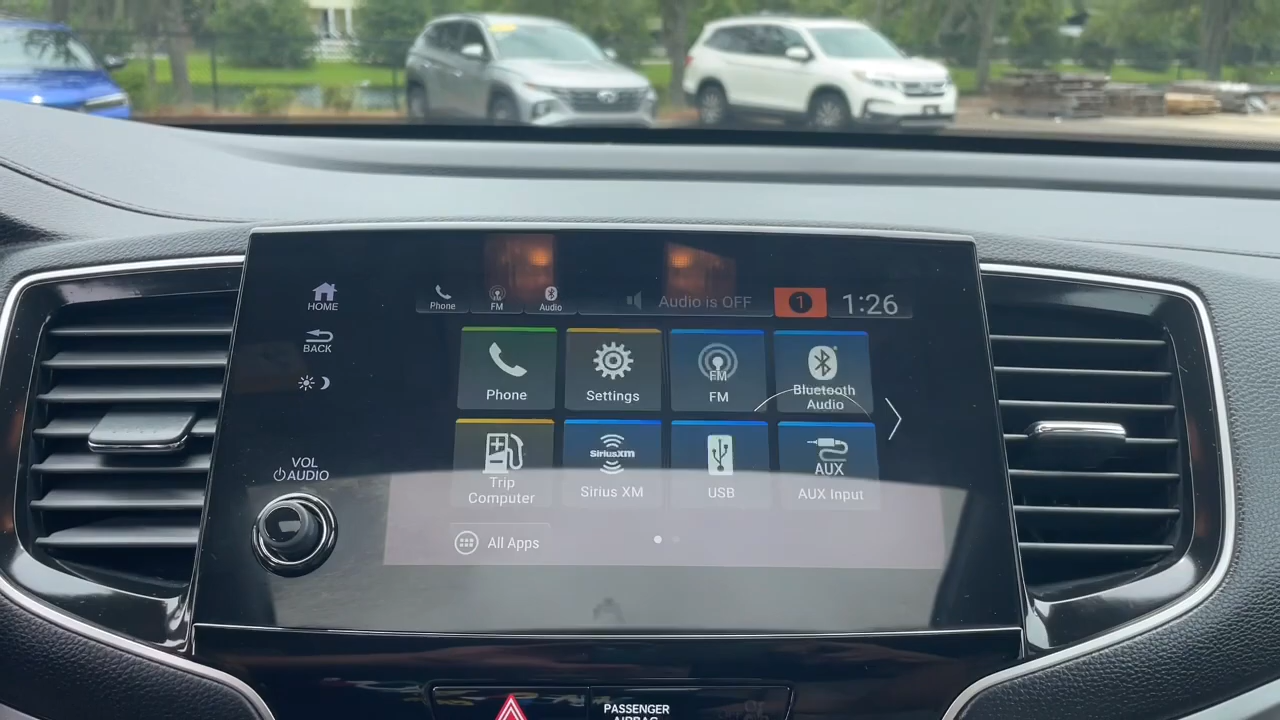 HOME
BACK
VOL
AUDIO
Phone
FM
Audio
Audio is OFF
1
1:26
Phone
Settings
FM
FM
Bluetooth
Audio
Trip
Computer
SiriusXM
Sirius XM
USB
AUX
AUX Input
All Apps
PASSENGER
AIRBAG